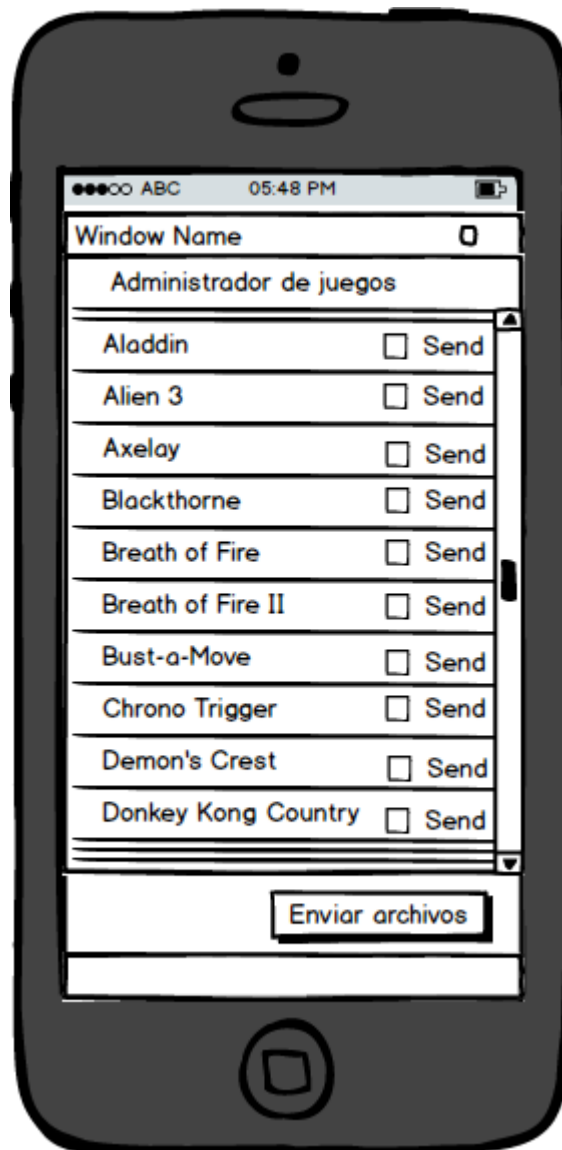 ABC 05:48 PM
Window Name
Administrador de juegos
Aladdin Send
Alien 3 Send
Axelay Send
Blackthorne Send
Breath of Fire Send
Breath of Fire II Send
Bust-a-Move Send
Chrono Trigger Send
Demon's Crest Send
Donkey Kong Country Send
Enviar archivos